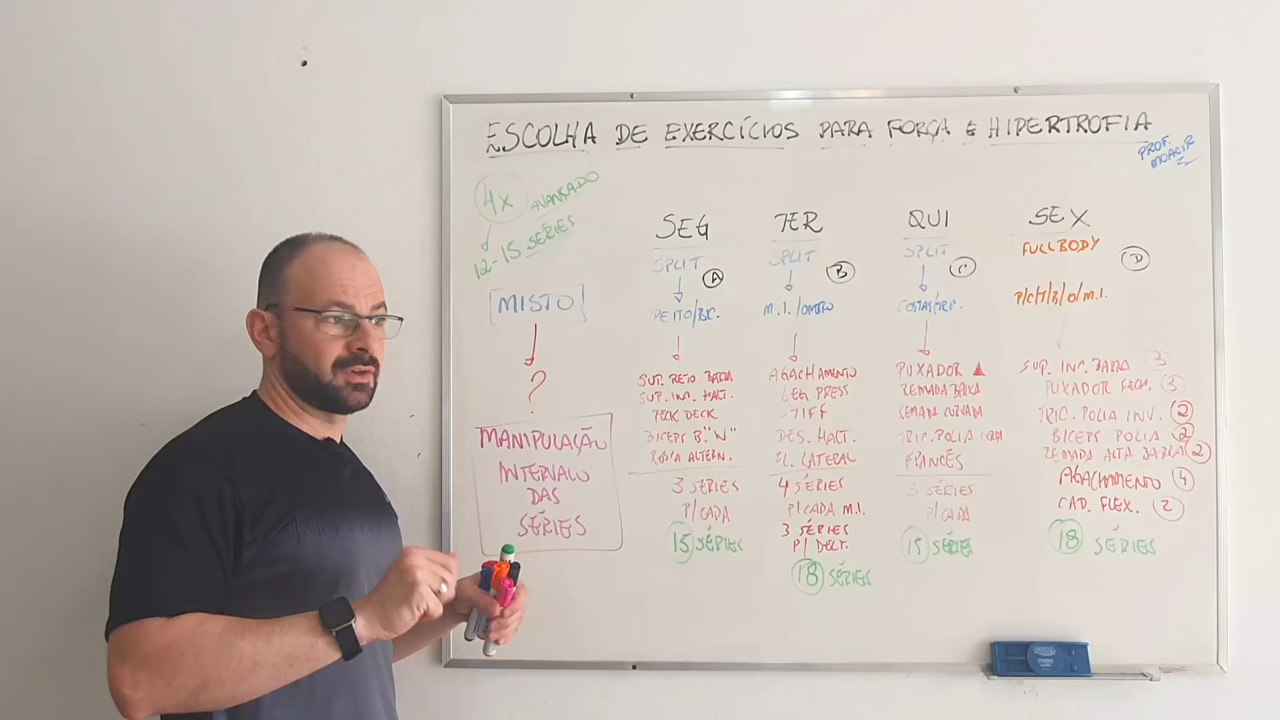 ESCOLHA DE EXERCÍCIOS PARA FORÇA E HIPERTROFIA
PROF.
MOACIR
4X
AVANÇADO
12-15 SÉRIES
[MISTO]
?
MANIPULAÇÃO
INTERVALO
DAS
SÉRIES
SEG
SPLIT
A
PEITO/BIC.
SUP. RETO BARRA
SUP. INC. HALT.
PECK DECK
BICEPS B. "W"
ROSCA ALTERN.
3 SÉRIES
P/CADA
15 SÉRIES
TER
SPLIT
B
M.I./OMBRO
AGACHAMENTO
LEG PRESS
STIFF
DES. HALT.
EL. LATERAL
4 SÉRIES
P/CADA M.I.
3 SÉRIES
P/ DELT.
18 SÉRIES
QUI
SPLIT
C
COSTAS/TRP.
PUXADOR
REMADA BAIXA
REMADA CURVADA
TRIC. POLIA
FRANCÊS
3 SÉRIES
P/CADA
15 SÉRIES
SEX
FULLBODY
D
P/C/T/B/O/M.I.
SUP. INC. BARRA 3
PUXADOR FECH. 3
TRIC. POLIA INV. 2
BICEPS POLIA 2
REMADA ALTA BARRA 2
AGACHAMENTO 4
CAD. FLEX. 2
18 SÉRIES